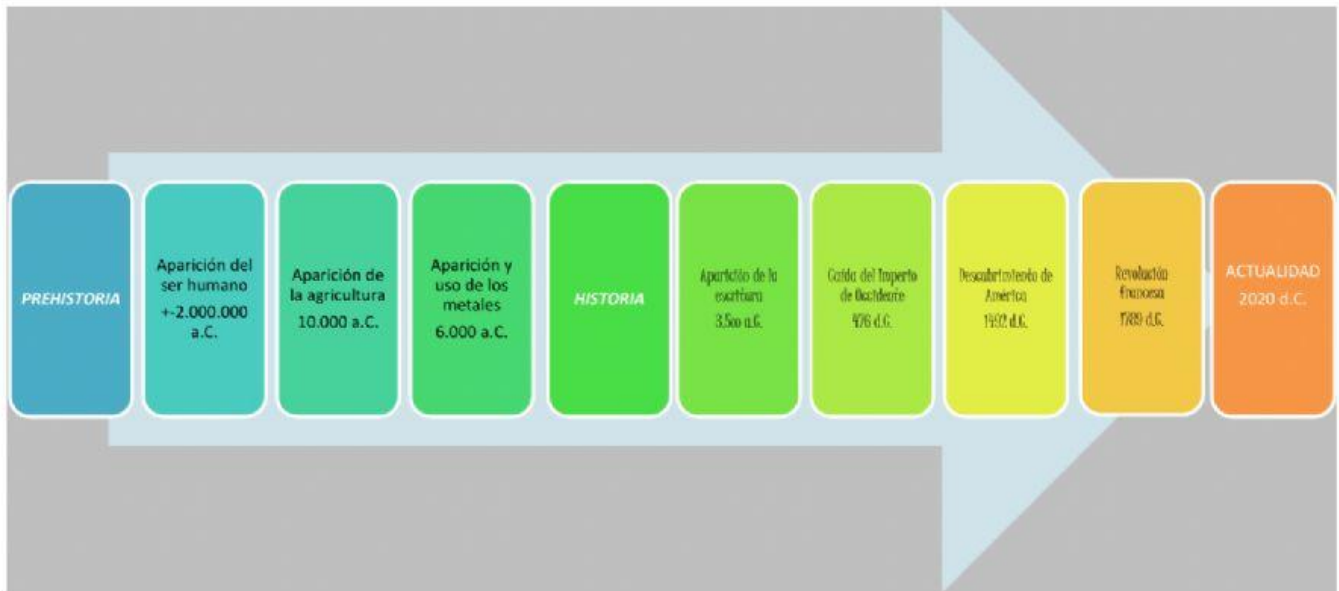 PREHISTORIA
Aparición del
ser humano
+-2.000.000
a.C.
Aparición de
la agricultura
10.000 a.C.
Aparición y
uso de los
metales
6.000 a.C.
HISTORIA
Aparición de la
escritura
3.500 a.C.
Caída del Imperio
de Occidente
476 d.C.
Descubrimiento de
América
1492 d.C.
Revolución
francesa
1789 d.C.
ACTUALIDAD
2020 d.C.